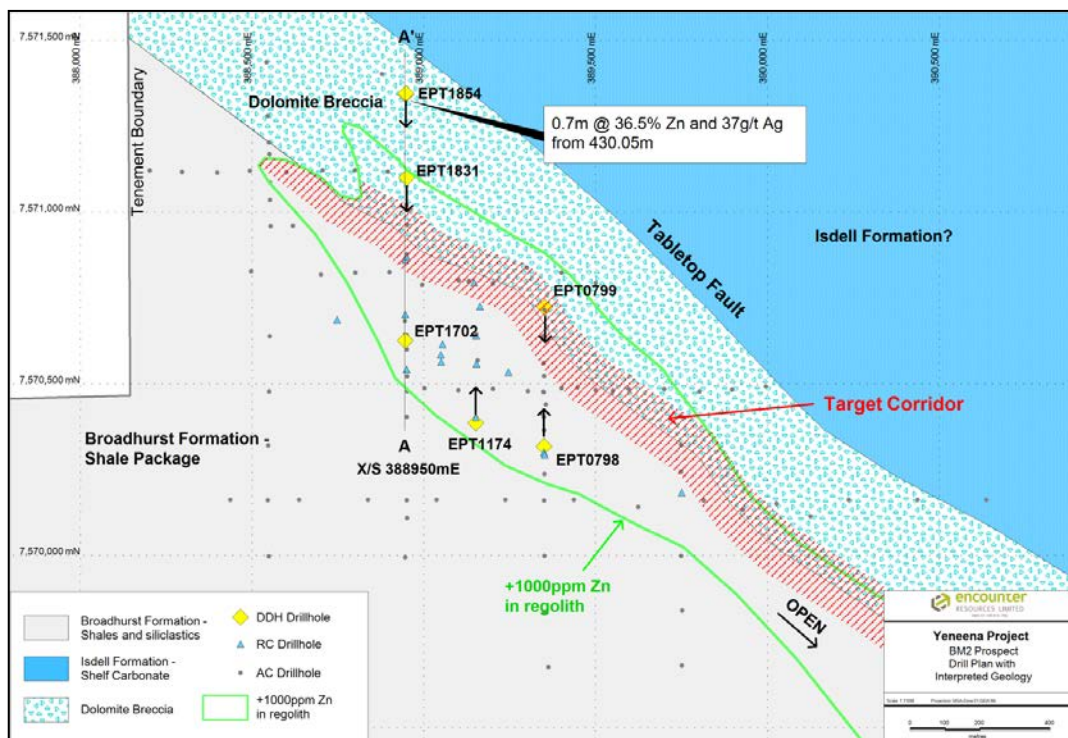 388,000 mE
388,500 mE
389,000 mE
389,500 mE
390,000 mE
390,500 mE
7,571,500 mN
7,571,000 mN
7,570,500 mN
7,570,000 mN
Tenement Boundary
A'
EPT1854
Dolomite Breccia
0.7m @ 36.5% Zn and 37g/t Ag
from 430.05m
EPT1831
Tabletop Fault
Isdell Formation?
EPT0799
EPT1702
Target Corridor
Broadhurst Formation -
Shale Package
EPT1174
EPT0798
A
X/S 388950mE
+1000ppm Zn
in regolith
OPEN
Broadhurst Formation -
Shales and siliclastics
Isdell Formation -
Shelf Carbonate
Dolomite Breccia
DDH Drillhole
RC Drillhole
AC Drillhole
+1000ppm Zn
in regolith
encounter
RESOURCES LIMITED
Yeneena Project
BM2 Prospect
Drill Plan with
Interpreted Geology
0 100 200 400
metres